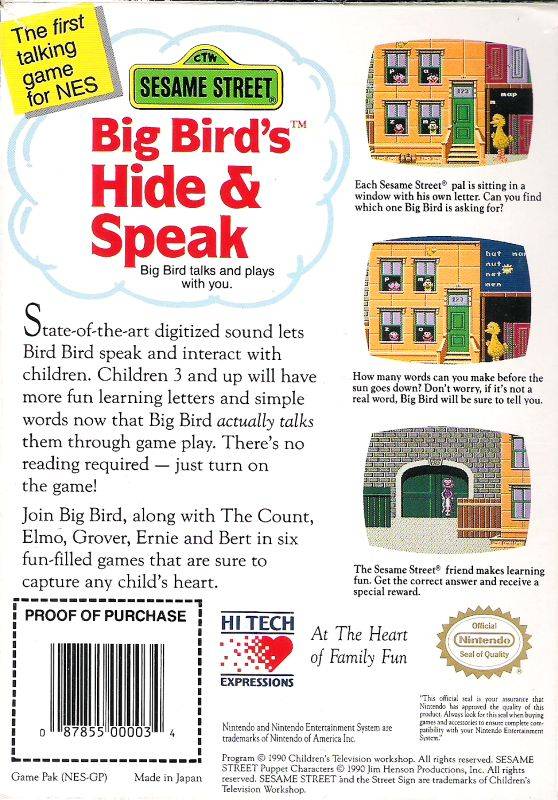 The first
talking
game
for NES
CTW
SESAME STREET®
Big Bird's™
Hide &
Speak
Big Bird talks and plays
with you.
State-of-the-art digitized sound lets
Bird Bird speak and interact with
children. Children 3 and up will have
more fun learning letters and simple
words now that Big Bird actually talks
them through game play. There's no
reading required — just turn on
the game!
Join Big Bird, along with The Count,
Elmo, Grover, Ernie and Bert in six
fun-filled games that are sure to
capture any child's heart.
123
map
Each Sesame Street® pal is sitting in a
window with his own letter. Can you find
which one Big Bird is asking for?
hat man
nut
net
men
123
How many words can you make before the
sun goes down? Don't worry, if it's not a
real word, Big Bird will be sure to tell you.
The Sesame Street® friend makes learning
fun. Get the correct answer and receive a
special reward.
PROOF OF PURCHASE
0 87855 00003 4
Game Pak (NES-GP) Made in Japan
HI TECH
EXPRESSIONS
At The Heart
of Family Fun
Official
Nintendo
Seal of Quality
"This official seal is your assurance that
Nintendo has approved the quality of this
product. Always look for this seal when buying
games and accessories to ensure complete com-
patibility with your Nintendo Entertainment
System."
Nintendo and Nintendo Entertainment System are
trademarks of Nintendo of America Inc.
Program © 1990 Children's Television workshop. All rights reserved. SESAME
STREET Puppet Characters © 1990 Jim Henson Productions, Inc. All rights
reserved. SESAME STREET and the Street Sign are trademarks of Children's
Television Workshop.